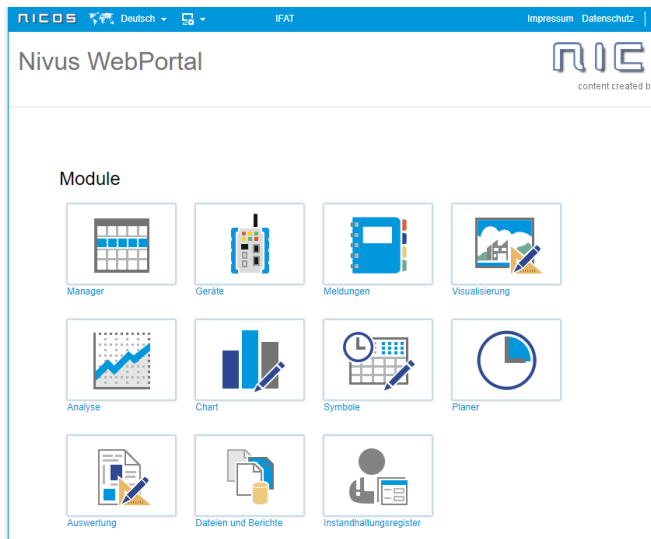 NICOS Deutsch IFAT Impressum Datenschutz
Nivus WebPortal
NIC
content created b
Module
Manager Geräte Meldungen Visualisierung
Analyse Chart Symbole Planer
Auswertung Dateien und Berichte Instandhaltungsregister